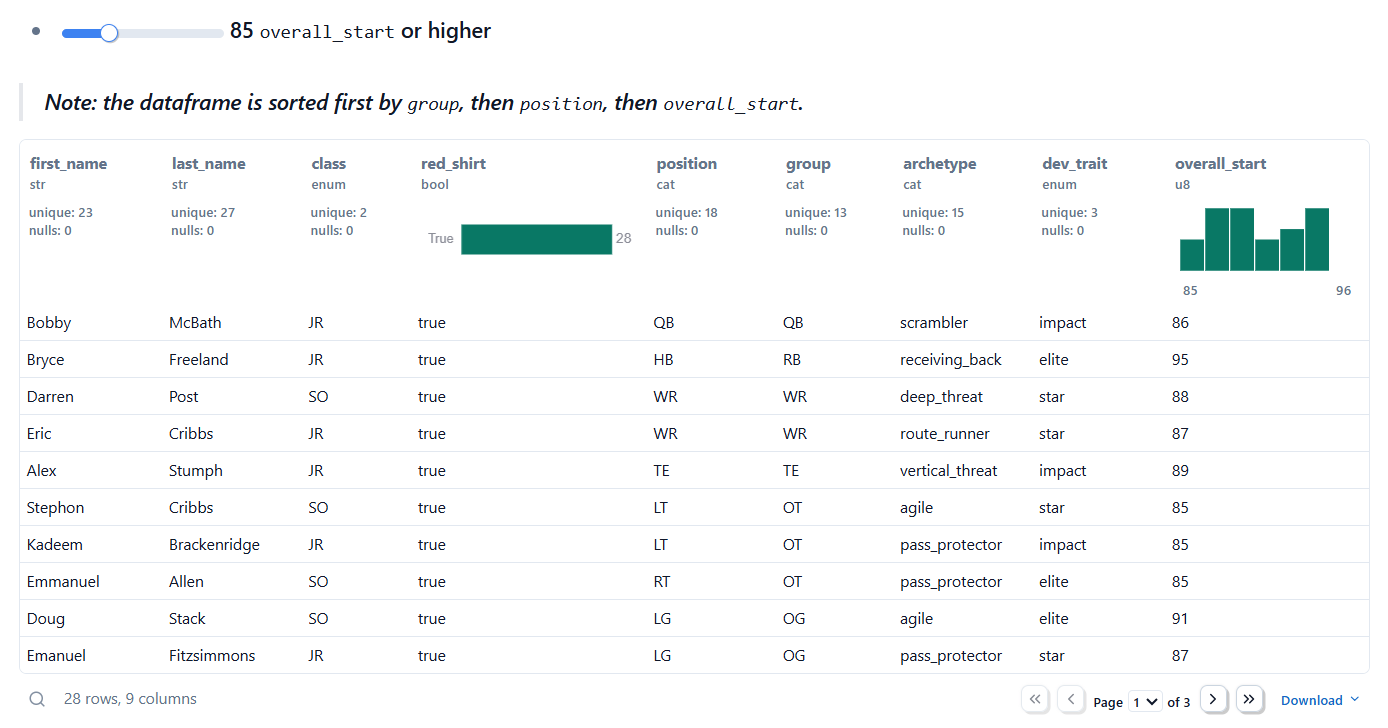 85 overall_start or higher
Note: the dataframe is sorted first by group, then position, then overall_start.
first_name last_name class red_shirt position group archetype dev_trait overall_start
str str enum bool cat cat cat enum u8
unique: 23 unique: 27 unique: 2 unique: 18 unique: 13 unique: 15 unique: 3
nulls: 0 nulls: 0 nulls: 0 nulls: 0 nulls: 0 nulls: 0 nulls: 0
True 28
85 96
Bobby McBath JR true QB QB scrambler impact 86
Bryce Freeland JR true HB RB receiving_back elite 95
Darren Post SO true WR WR deep_threat star 88
Eric Cribbs JR true WR WR route_runner star 87
Alex Stumph JR true TE TE vertical_threat impact 89
Stephon Cribbs SO true LT OT agile star 85
Kadeem Brackenridge JR true LT OT pass_protector impact 85
Emmanuel Allen SO true RT OT pass_protector elite 85
Doug Stack SO true LG OG agile elite 91
Emanuel Fitzsimmons JR true LG OG pass_protector star 87
28 rows, 9 columns Page 1 of 3 Download